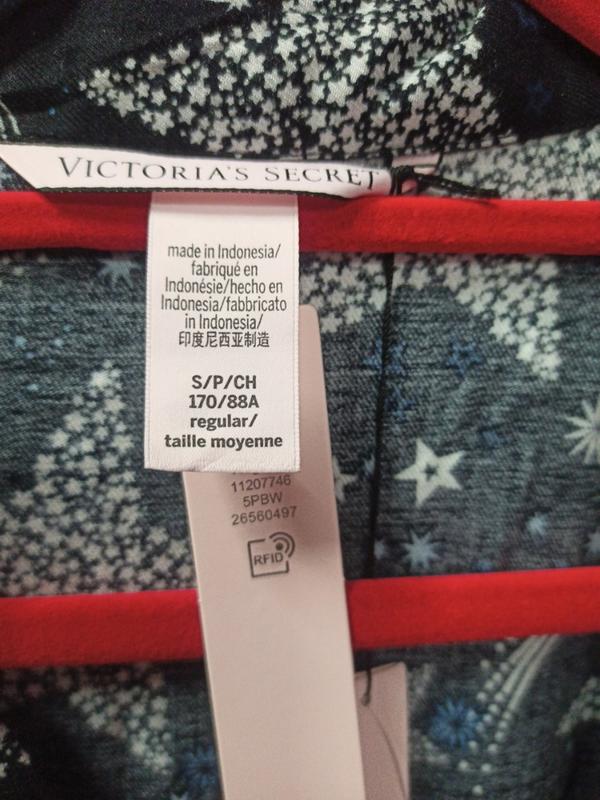 VICTORIA'S SECRET
made in Indonesia/
fabriqué en
Indonésie/hecho en
Indonesia/fabbricato
in Indonesia/
印度尼西亚制造
S/P/CH
170/88A
regular/
taille moyenne
11207746
5PBW
26560497
RFID